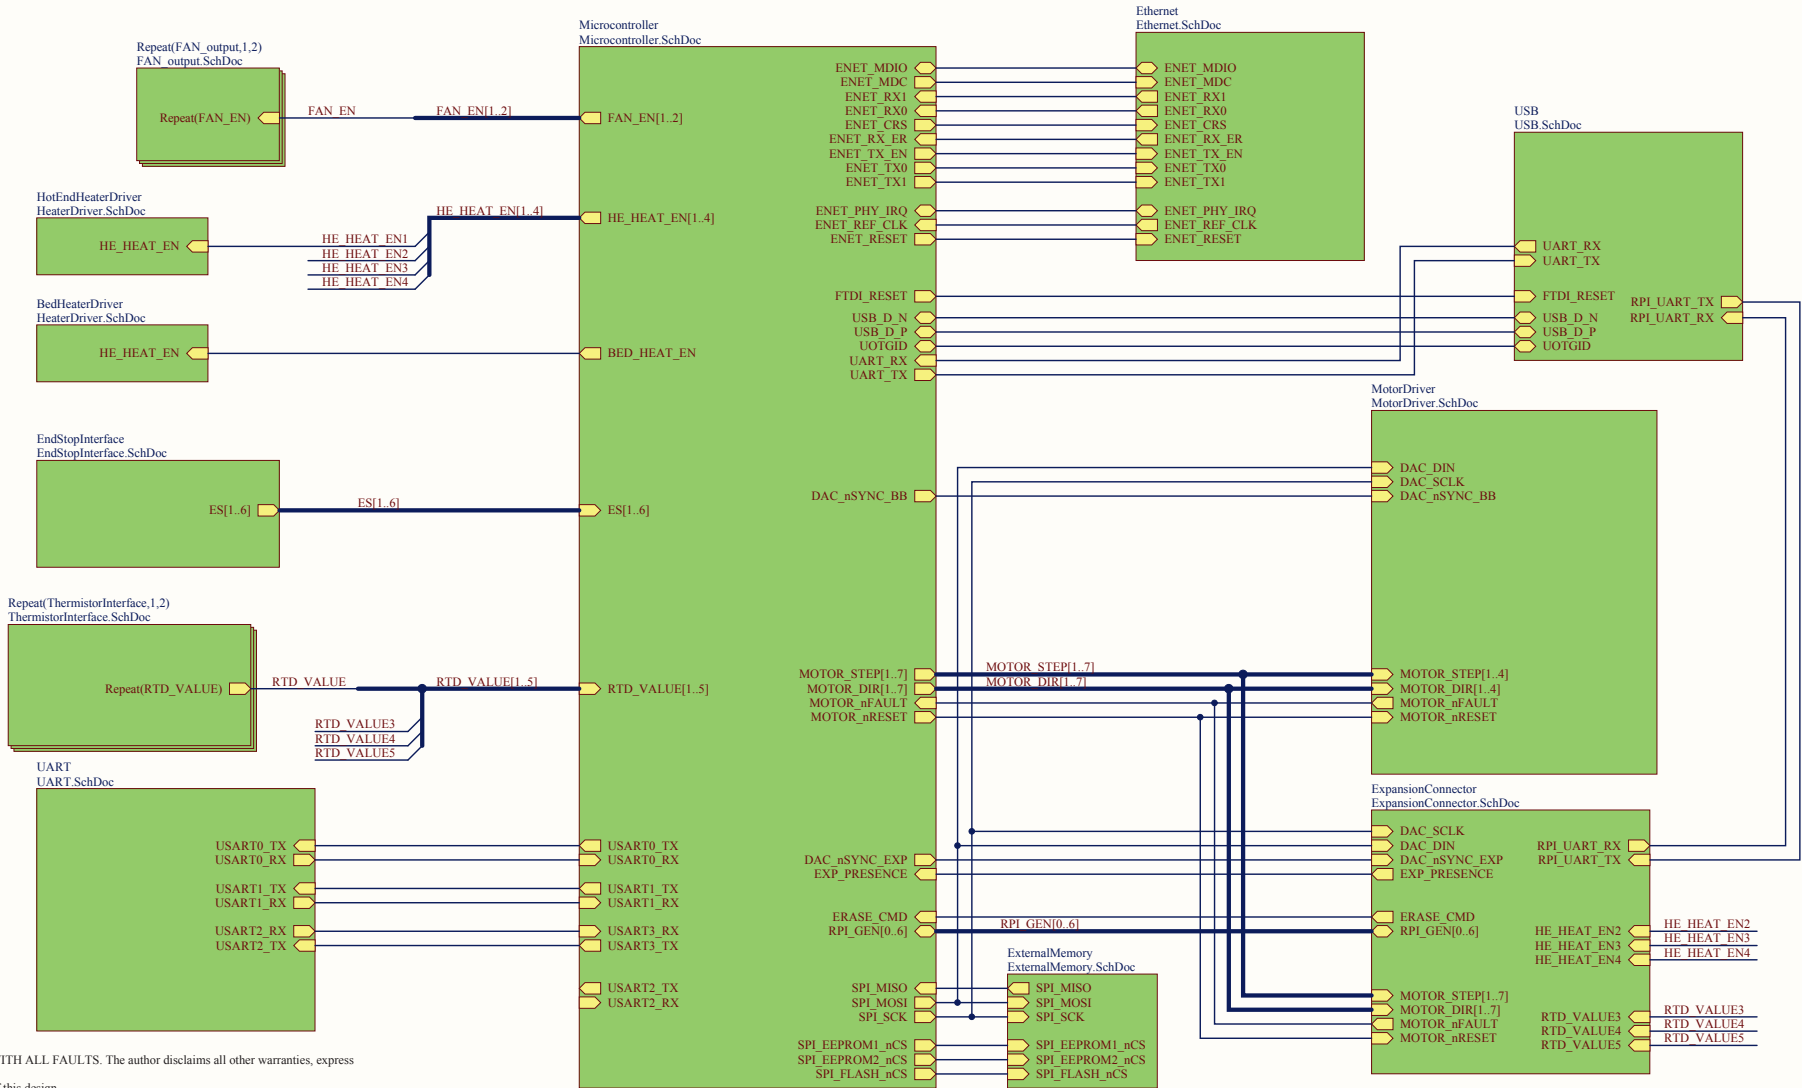 Repeat(FAN_output,1,2)
FAN_output.SchDoc
Repeat(FAN_EN)
FAN_EN
FAN_EN[1..2]
HotEndHeaterDriver
HeaterDriver.SchDoc
HE_HEAT_EN
HE_HEAT_EN[1..4]
HE_HEAT_EN1
HE_HEAT_EN2
HE_HEAT_EN3
HE_HEAT_EN4
BedHeaterDriver
HeaterDriver.SchDoc
HE_HEAT_EN
EndStopInterface
EndStopInterface.SchDoc
ES[1..6]
ES[1..6]
Repeat(ThermistorInterface,1,2)
ThermistorInterface.SchDoc
Repeat(RTD_VALUE)
RTD_VALUE
RTD_VALUE[1..5]
RTD_VALUE3
RTD_VALUE4
RTD_VALUE5
UART
UART.SchDoc
USART0_TX
USART0_RX
USART1_TX
USART1_RX
USART2_RX
USART2_TX
ITH ALL FAULTS. The author disclaims all other warranties, express
this design
Microcontroller
Microcontroller.SchDoc
FAN_EN[1..2]
HE_HEAT_EN[1..4]
BED_HEAT_EN
ES[1..6]
RTD_VALUE[1..5]
USART0_TX
USART0_RX
USART1_TX
USART1_RX
USART3_RX
USART3_TX
USART2_TX
USART2_RX
ENET_MDIO
ENET_MDC
ENET_RX1
ENET_RX0
ENET_CRS
ENET_RX_ER
ENET_TX_EN
ENET_TX0
ENET_TX1
ENET_PHY_IRQ
ENET_REF_CLK
ENET_RESET
FTDI_RESET
USB_D_N
USB_D_P
UOTGID
UART_RX
UART_TX
DAC_nSYNC_BB
MOTOR_STEP[1..7]
MOTOR_DIR[1..7]
MOTOR_nFAULT
MOTOR_nRESET
DAC_nSYNC_EXP
EXP_PRESENCE
ERASE_CMD
RPI_GEN[0..6]
SPI_MISO
SPI_MOSI
SPI_SCK
SPI_EEPROM1_nCS
SPI_EEPROM2_nCS
SPI_FLASH_nCS
MOTOR_STEP[1..7]
MOTOR_DIR[1..7]
RPI_GEN[0..6]
Ethernet
Ethernet.SchDoc
ENET_MDIO
ENET_MDC
ENET_RX1
ENET_RX0
ENET_CRS
ENET_RX_ER
ENET_TX_EN
ENET_TX0
ENET_TX1
ENET_PHY_IRQ
ENET_REF_CLK
ENET_RESET
USB
USB.SchDoc
UART_RX
UART_TX
FTDI_RESET
USB_D_N
USB_D_P
UOTGID
RPI_UART_TX
RPI_UART_RX
MotorDriver
MotorDriver.SchDoc
DAC_DIN
DAC_SCLK
DAC_nSYNC_BB
MOTOR_STEP[1..4]
MOTOR_DIR[1..4]
MOTOR_nFAULT
MOTOR_nRESET
ExternalMemory
ExternalMemory.SchDoc
SPI_MISO
SPI_MOSI
SPI_SCK
SPI_EEPROM1_nCS
SPI_EEPROM2_nCS
SPI_FLASH_nCS
ExpansionConnector
ExpansionConnector.SchDoc
DAC_SCLK
DAC_DIN
DAC_nSYNC_EXP
EXP_PRESENCE
ERASE_CMD
RPI_GEN[0..6]
MOTOR_STEP[1..7]
MOTOR_DIR[1..7]
MOTOR_nFAULT
MOTOR_nRESET
RPI_UART_RX
RPI_UART_TX
HE_HEAT_EN2
HE_HEAT_EN3
HE_HEAT_EN4
RTD_VALUE3
RTD_VALUE4
RTD_VALUE5
HE_HEAT_EN2
HE_HEAT_EN3
HE_HEAT_EN4
RTD_VALUE3
RTD_VALUE4
RTD_VALUE5